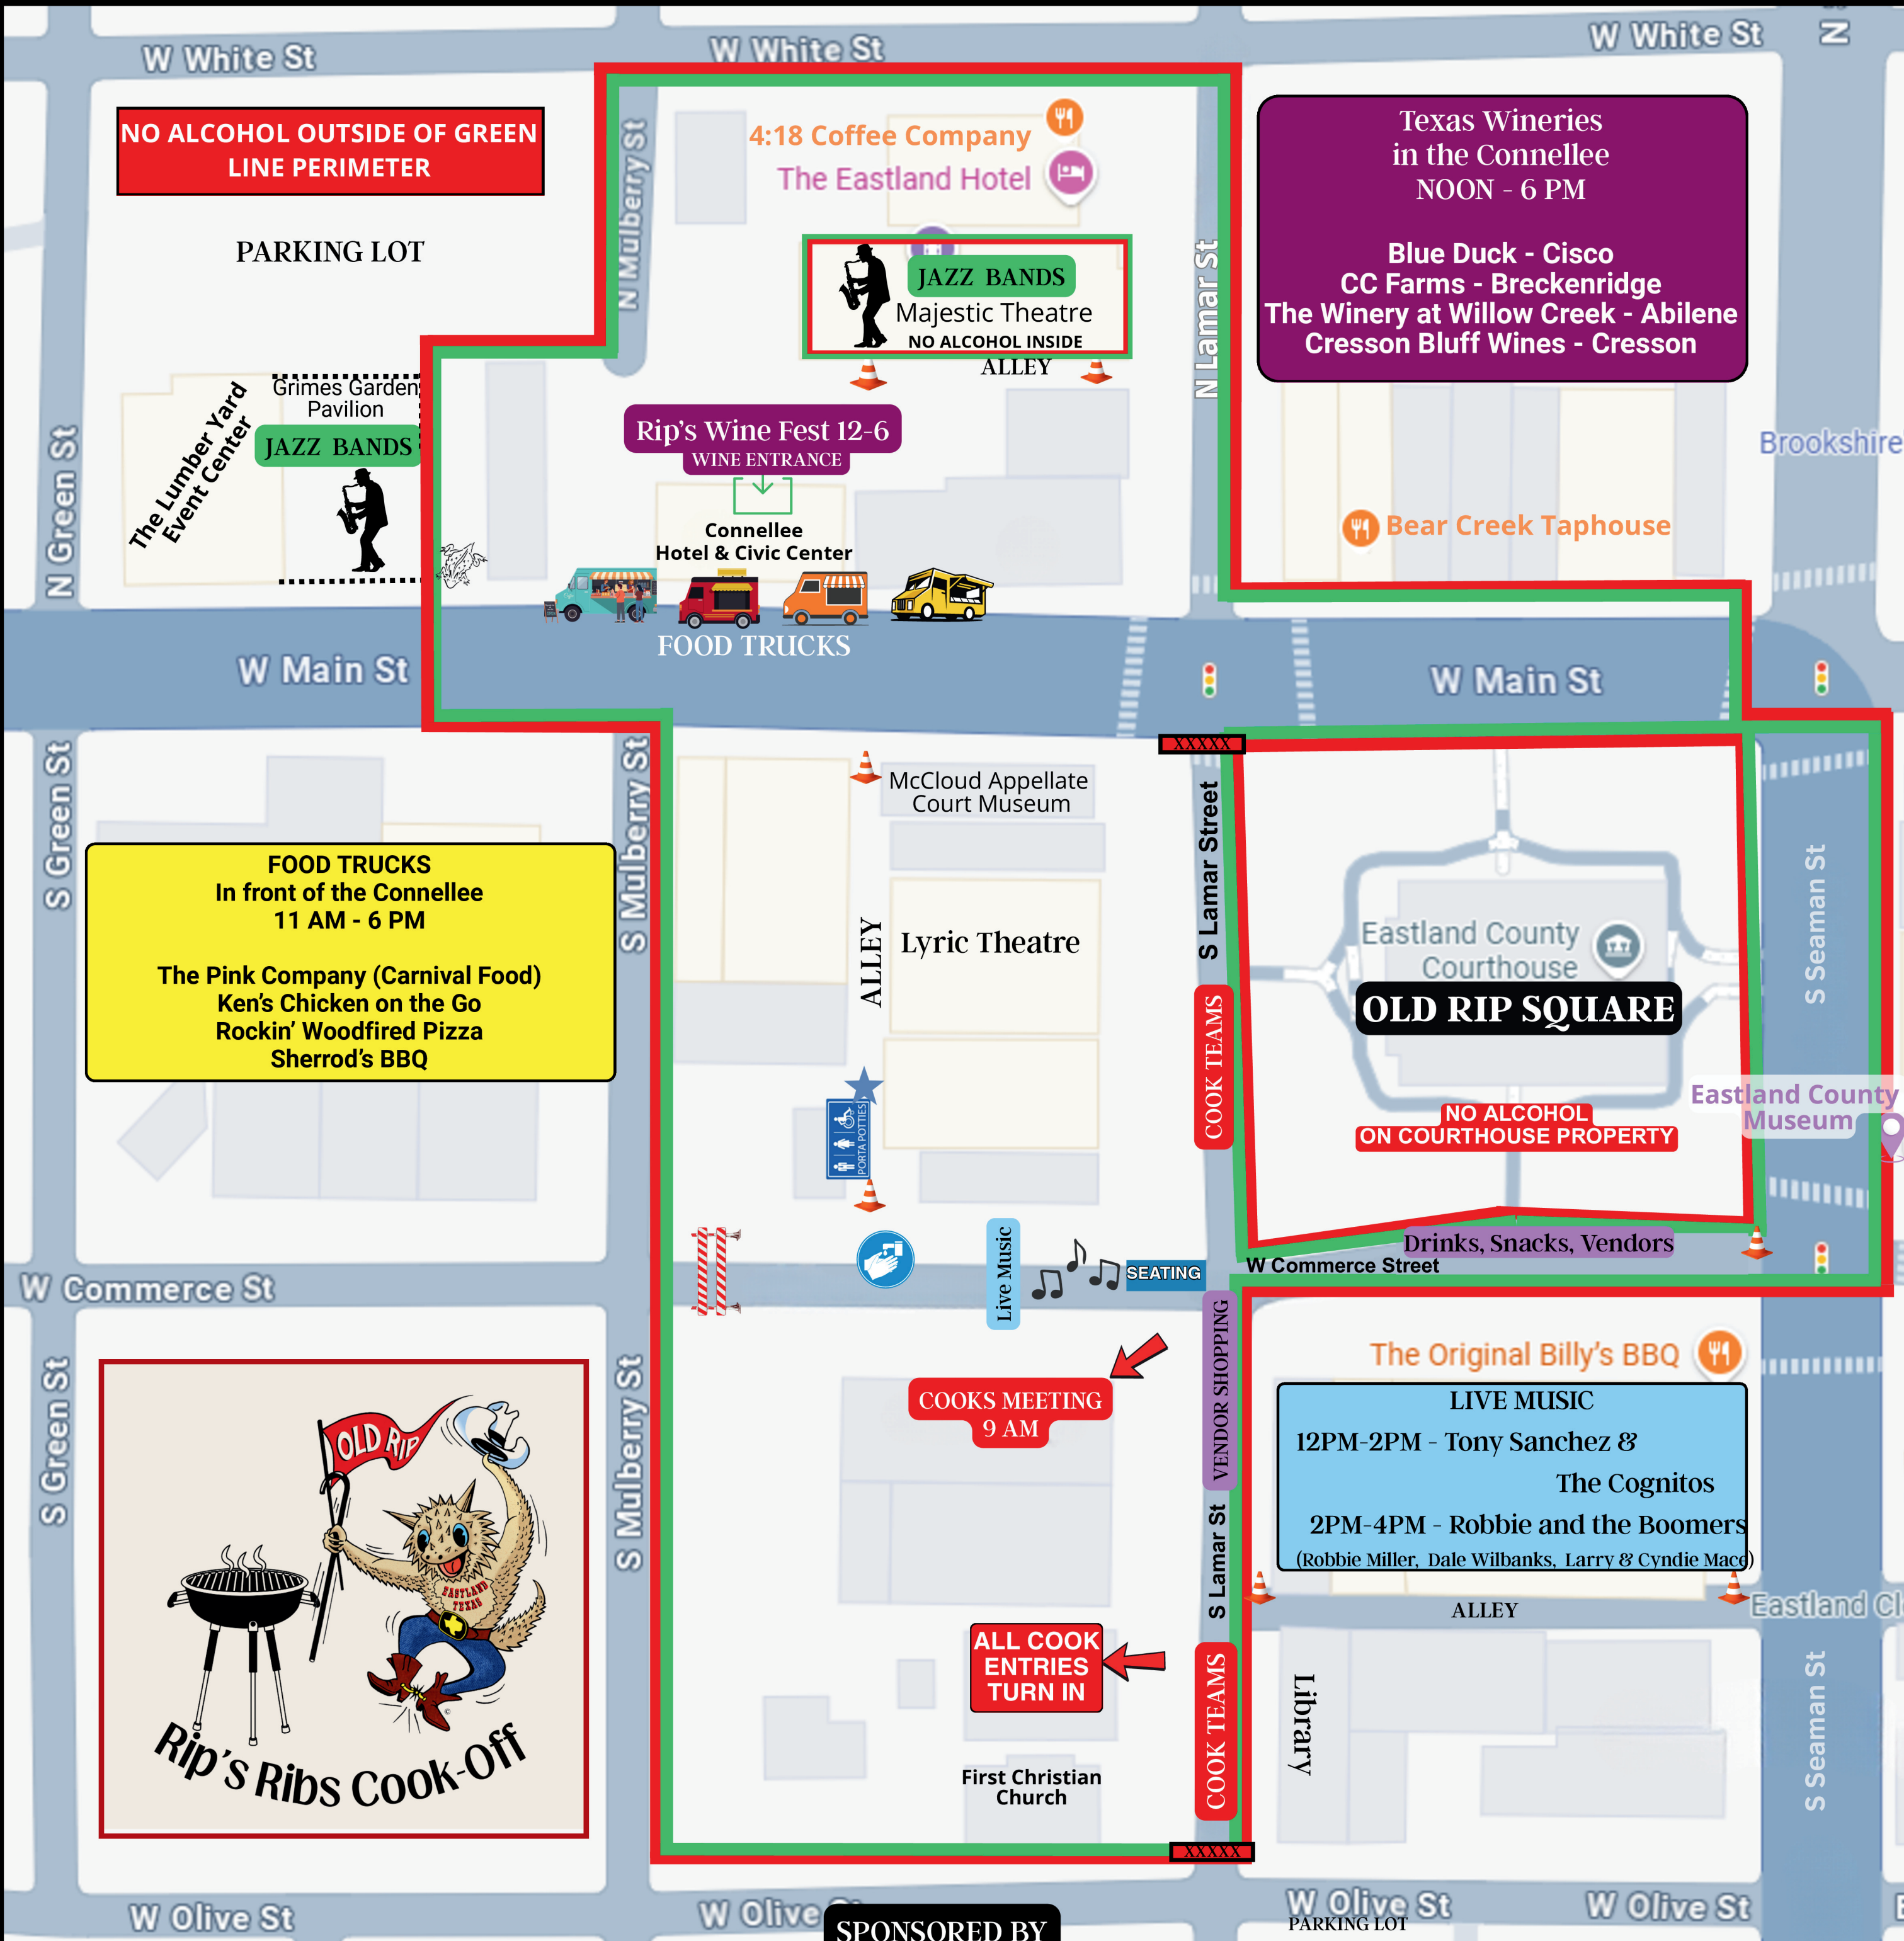 W White St
W White St
W White St
N
NO ALCOHOL OUTSIDE OF GREEN
LINE PERIMETER
PARKING LOT
N Mulberry St
4:18 Coffee Company
The Eastland Hotel
JAZZ BANDS
Majestic Theatre
NO ALCOHOL INSIDE
ALLEY
N Lamar St
Texas Wineries
in the Connellee
NOON - 6 PM
Blue Duck - Cisco
CC Farms - Breckenridge
The Winery at Willow Creek - Abilene
Cresson Bluff Wines - Cresson
Brookshire
Bear Creek Taphouse
N Green St
The Lumber Yard
Event Center
Grimes Garden
Pavilion
JAZZ BANDS
Rip's Wine Fest 12-6
WINE ENTRANCE
Connellee
Hotel & Civic Center
FOOD TRUCKS
W Main St
W Main St
S Green St
S Mulberry St
FOOD TRUCKS
In front of the Connellee
11 AM - 6 PM
The Pink Company (Carnival Food)
Ken's Chicken on the Go
Rockin' Woodfired Pizza
Sherrod's BBQ
McCloud Appellate
Court Museum
ALLEY
Lyric Theatre
PORTA POTTIES
XXXXX
S Lamar Street
COOK TEAMS
Eastland County
Courthouse
OLD RIP SQUARE
NO ALCOHOL
ON COURTHOUSE PROPERTY
S Seaman St
Eastland County
Museum
Drinks, Snacks, Vendors
W Commerce Street
W Commerce St
Live Music
SEATING
VENDOR SHOPPING
COOKS MEETING
9 AM
The Original Billy's BBQ
LIVE MUSIC
12PM-2PM - Tony Sanchez &
The Cognitos
2PM-4PM - Robbie and the Boomers
(Robbie Miller, Dale Wilbanks, Larry & Cyndie Mace)
ALLEY
Eastland Cl
S Green St
S Mulberry St
OLD RIP
EASTLAND
TEXAS
Rip's Ribs Cook-Off
S Lamar St
ALL COOK
ENTRIES
TURN IN
COOK TEAMS
Library
S Seaman St
First Christian
Church
XXXXX
W Olive St
W Olive
W Olive St
W Olive St
PARKING LOT
SPONSORED BY